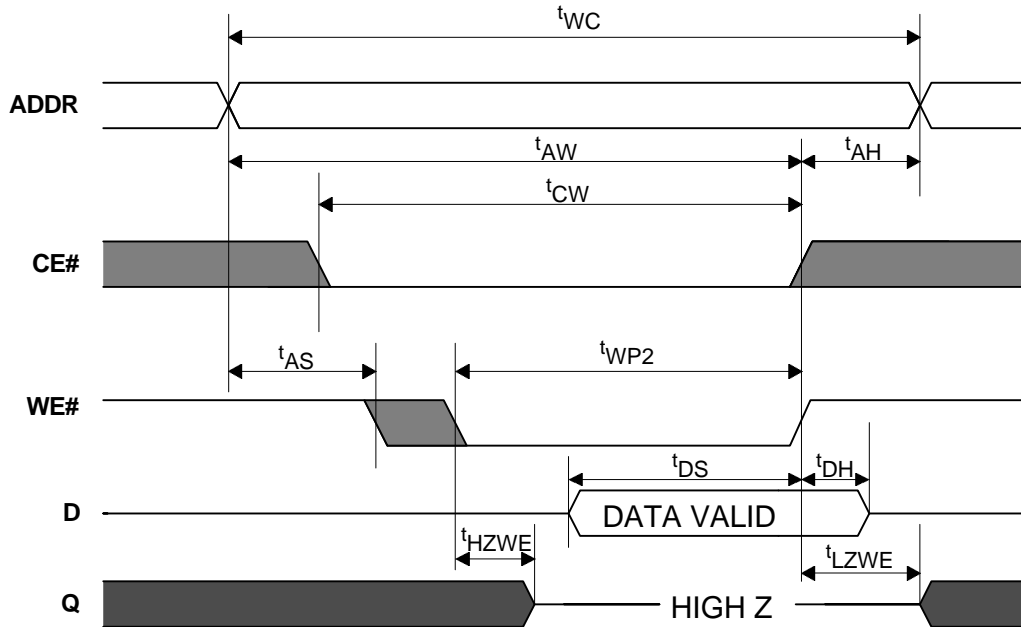 tWC
ADDR
tAW
tAH
tCW
CE#
tAS
tWP2
WE#
tDS
tDH
D
DATA VALID
tHZWE
tLZWE
Q
HIGH Z